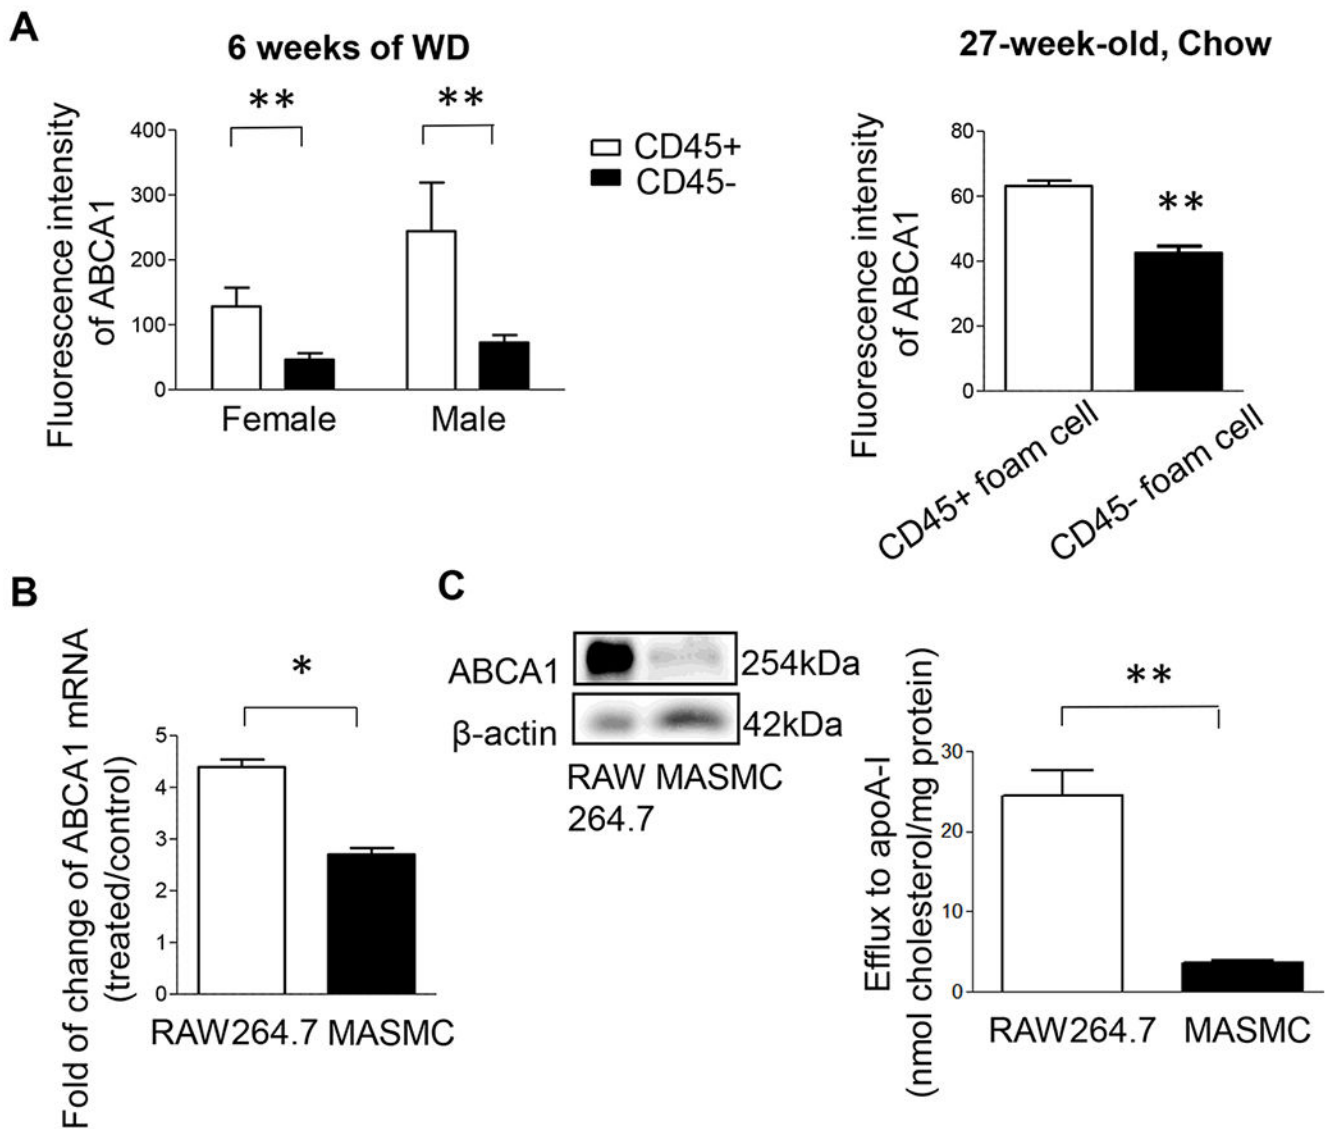 A
6 weeks of WD
**
**
Fluorescence intensity
of ABCA1
400
300
200
100
0
Female
Male
CD45+
CD45-
27-week-old, Chow
Fluorescence intensity
of ABCA1
80
60
40
20
0
**
CD45+ foam cell
CD45- foam cell
B
Fold of change of ABCA1 mRNA
(treated/control)
5
4
3
2
1
0
*
RAW264.7
MASMC
C
ABCA1
254kDa
β-actin
42kDa
RAW MASMC
264.7
Efflux to apoA-I
(nmol cholesterol/mg protein)
30
20
10
0
**
RAW264.7
MASMC